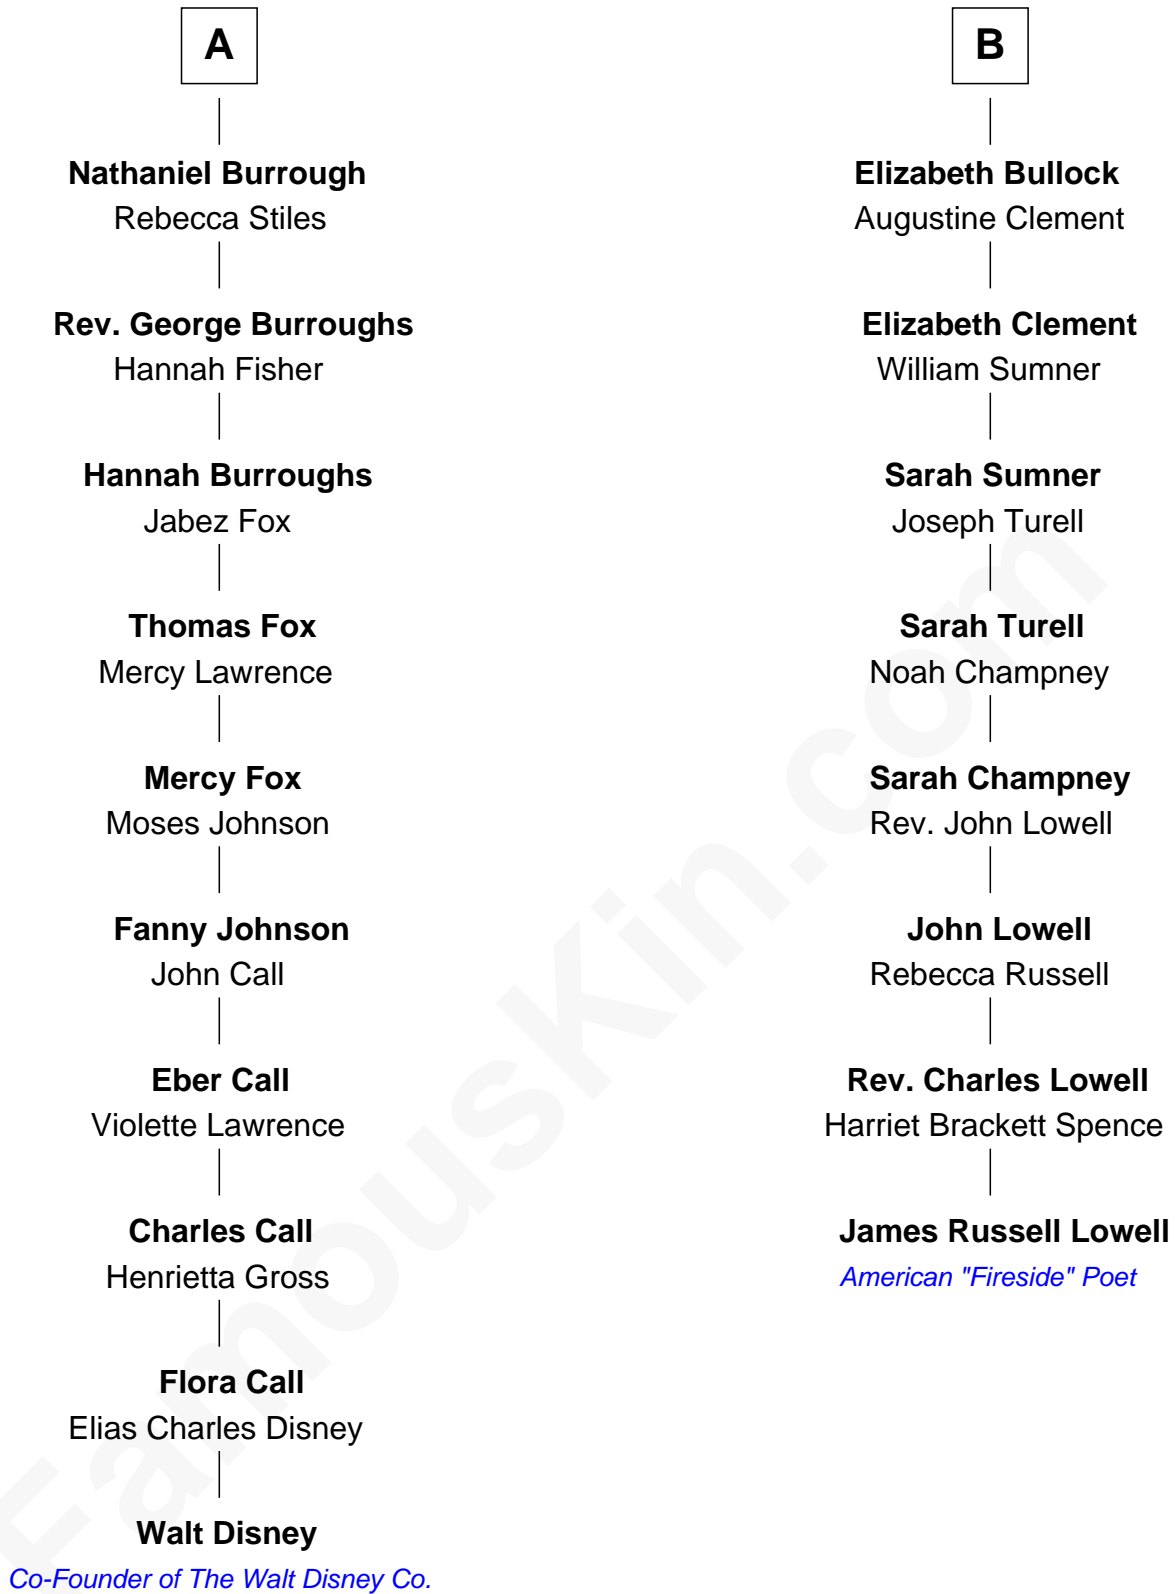 A
Nathaniel Burrough
Rebecca Stiles
Rev. George Burroughs
Hannah Fisher
Hannah Burroughs
Jabez Fox
Thomas Fox
Mercy Lawrence
Mercy Fox
Moses Johnson
Fanny Johnson
John Call
Eber Call
Violette Lawrence
Charles Call
Henrietta Gross
Flora Call
Elias Charles Disney
Walt Disney
Co-Founder of The Walt Disney Co.
B
Elizabeth Bullock
Augustine Clement
Elizabeth Clement
William Sumner
Sarah Sumner
Joseph Turell
Sarah Turell
Noah Champney
Sarah Champney
Rev. John Lowell
John Lowell
Rebecca Russell
Rev. Charles Lowell
Harriet Brackett Spence
James Russell Lowell
American "Fireside" Poet
FamousKin.com